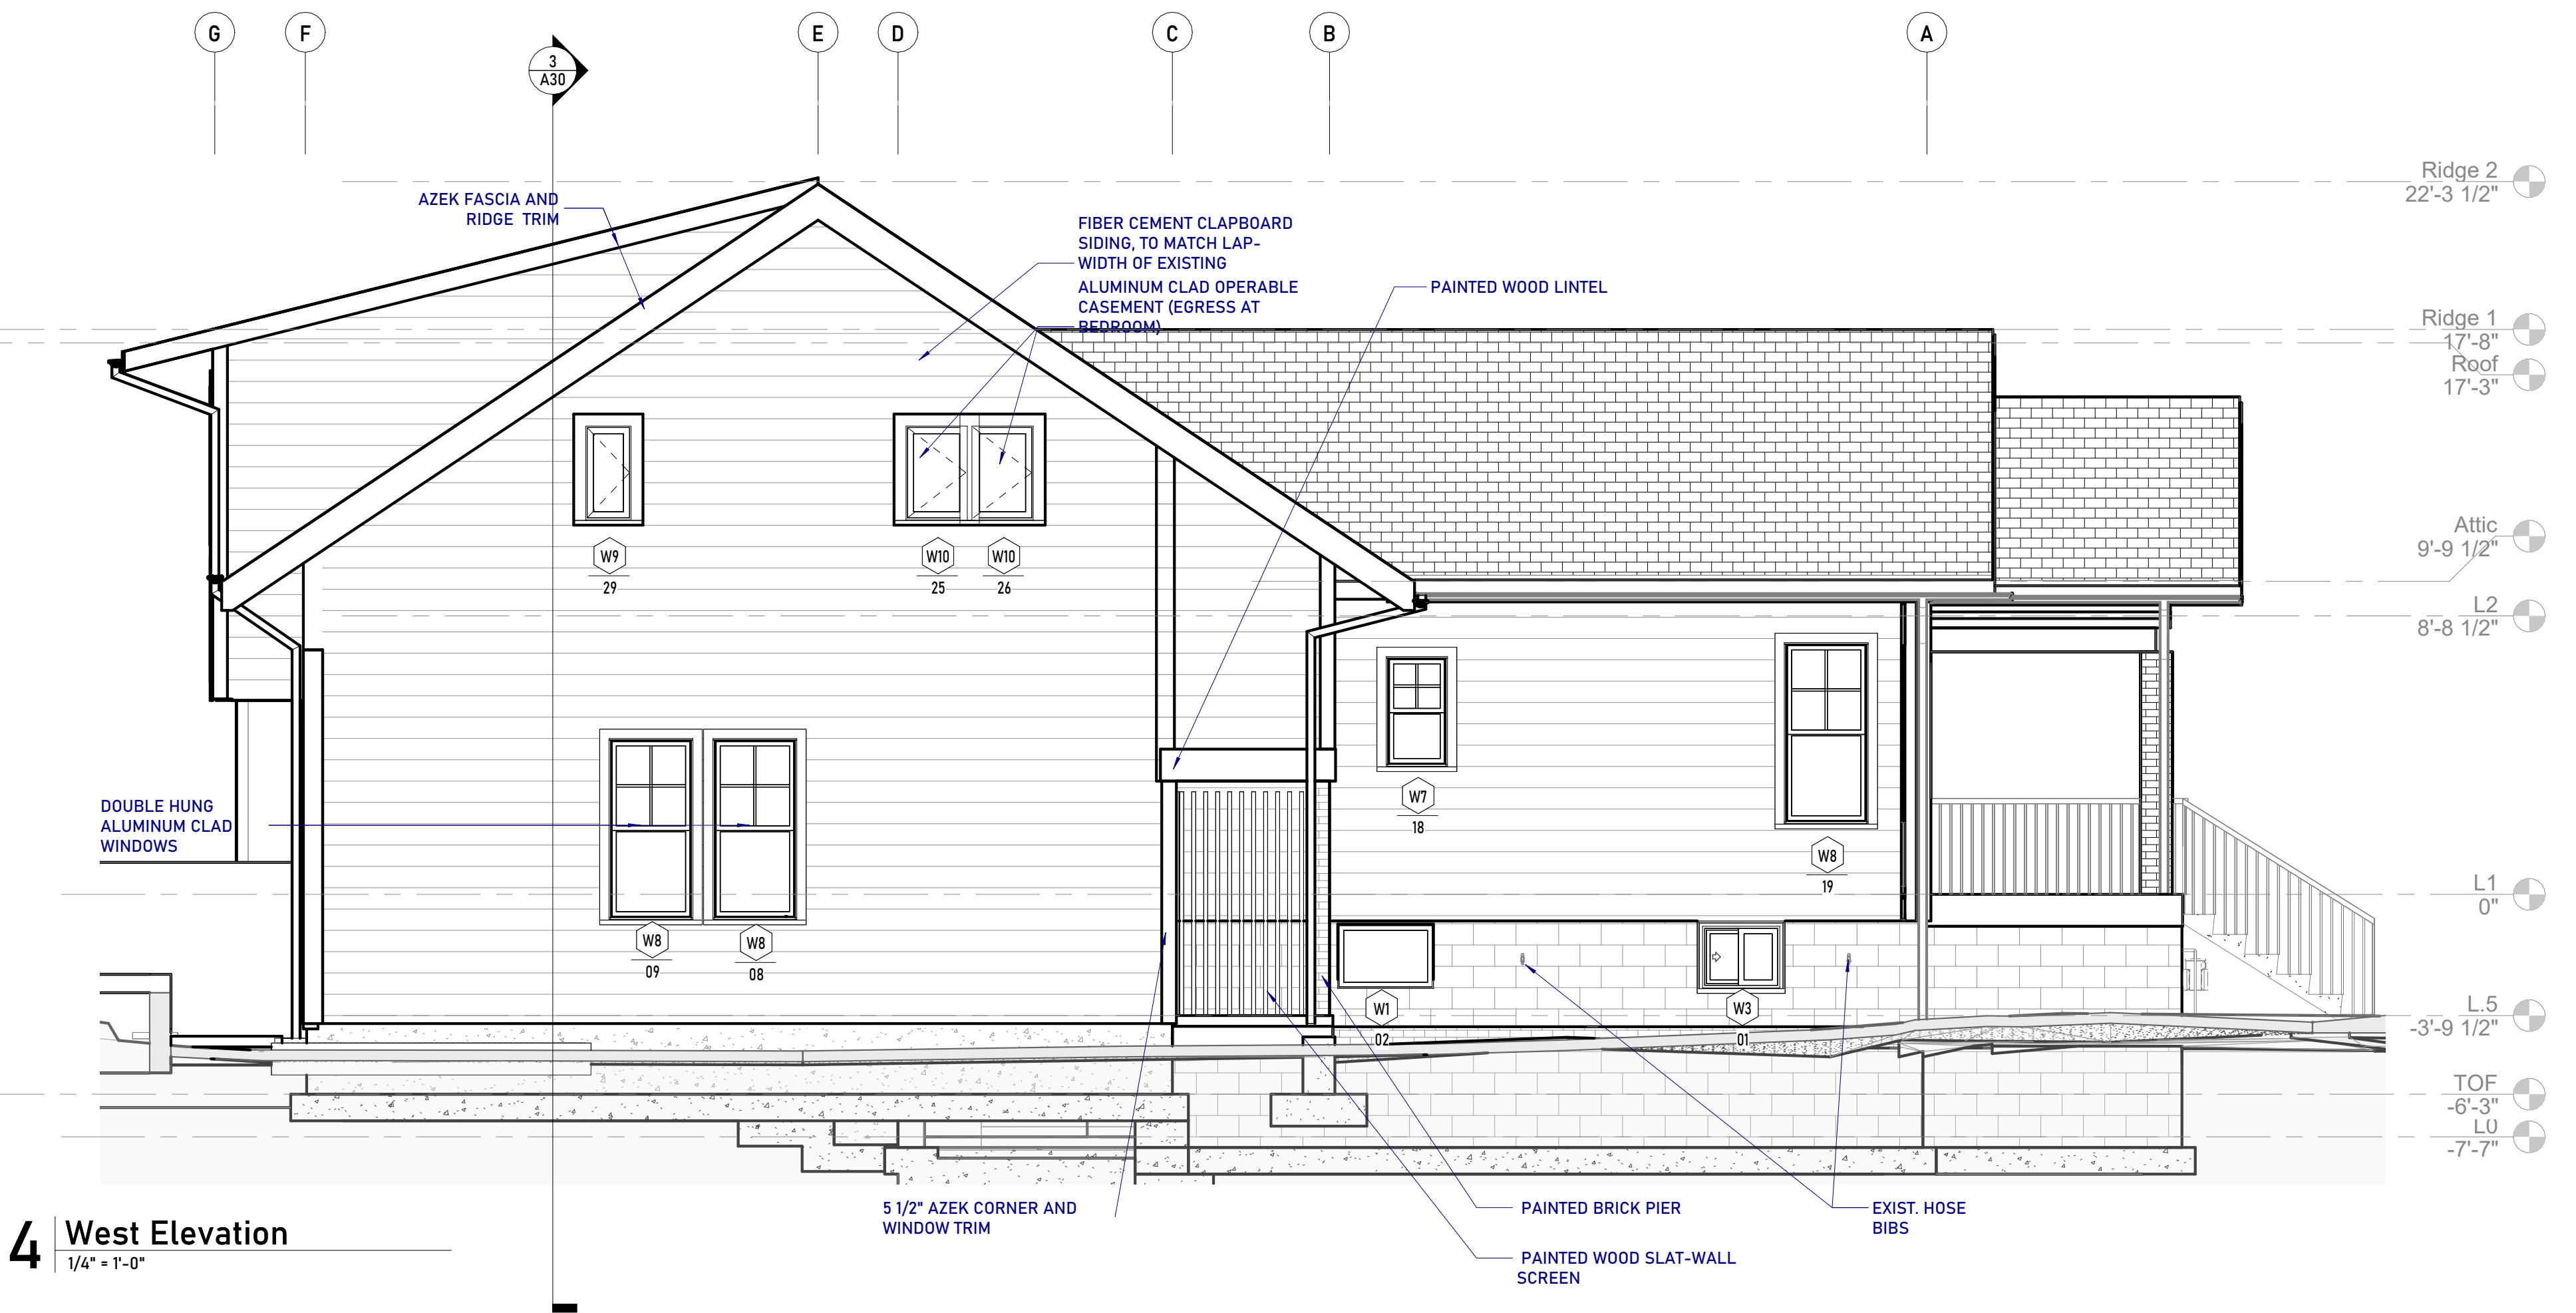 G
F
E
D
C
B
A
3
A30
Ridge 2
22'-3 1/2"
AZEK FASCIA AND
RIDGE TRIM
FIBER CEMENT CLAPBOARD
SIDING, TO MATCH LAP-
WIDTH OF EXISTING
ALUMINUM CLAD OPERABLE
CASEMENT (EGRESS AT
BEDROOM)
PAINTED WOOD LINTEL
Ridge 1
17'-8"
Roof
17'-3"
Attic
9'-9 1/2"
W9
29
W10
25
W10
26
L2
8'-8 1/2"
DOUBLE HUNG
ALUMINUM CLAD
WINDOWS
W7
18
W8
19
L1
0"
W8
09
W8
08
W1
02
W3
01
L.5
-3'-9 1/2"
TOF
-6'-3"
L0
-7'-7"
5 1/2" AZEK CORNER AND
WINDOW TRIM
PAINTED BRICK PIER
EXIST. HOSE
BIBS
PAINTED WOOD SLAT-WALL
SCREEN
4
West Elevation
1/4" = 1'-0"